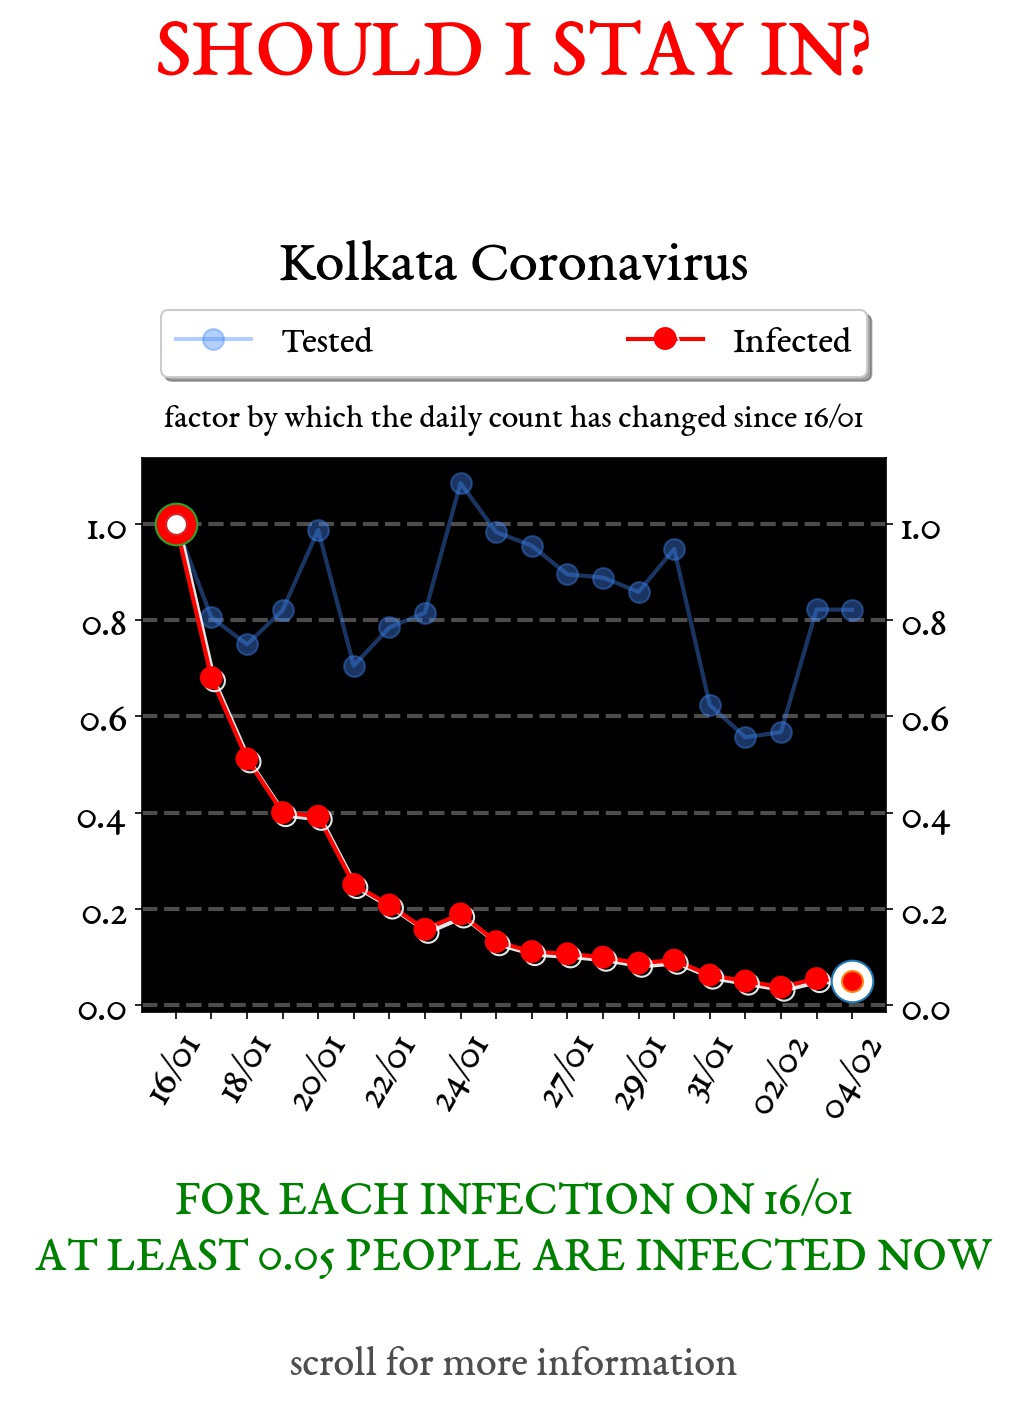 SHOULD I STAY IN?
Kolkata Coronavirus
Tested Infected
factor by which the daily count has changed since 16/01
1.0 1.0
0.8 0.8
0.6 0.6
0.4 0.4
0.2 0.2
0.0 0.0
16/01 18/01 20/01 22/01 24/01 27/01 29/01 31/01 02/02 04/02
FOR EACH INFECTION ON 16/01
AT LEAST 0.05 PEOPLE ARE INFECTED NOW
scroll for more information